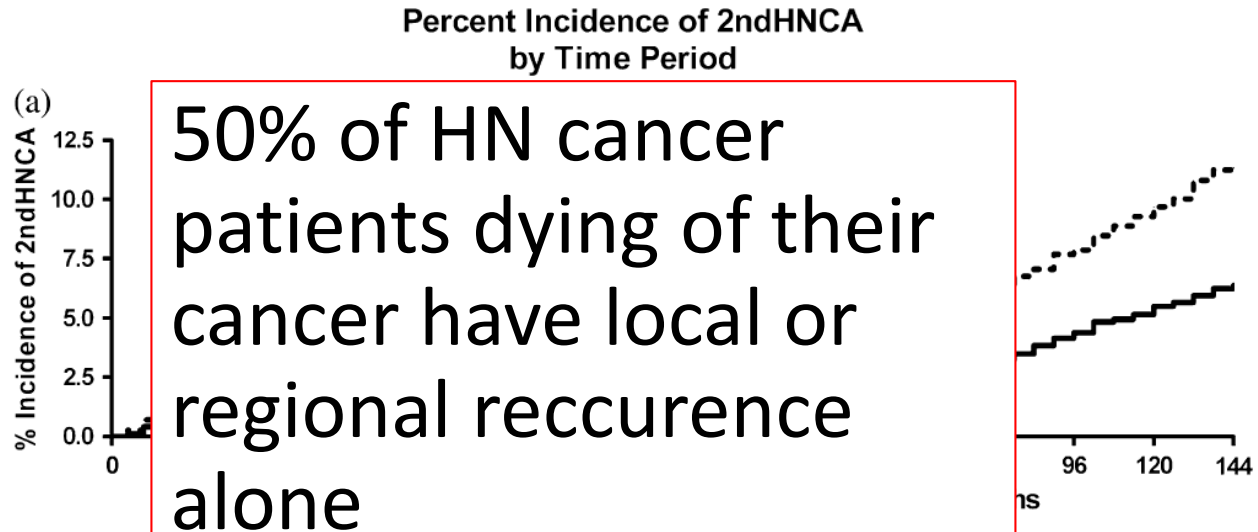 Percent Incidence of 2ndHNCA
by Time Period
(a)
% Incidence of 2ndHNCA
12.5
10.0
7.5
5.0
2.5
0.0
0
96
120
144
50% of HN cancer
patients dying of their
cancer have local or
regional reccurence
alone